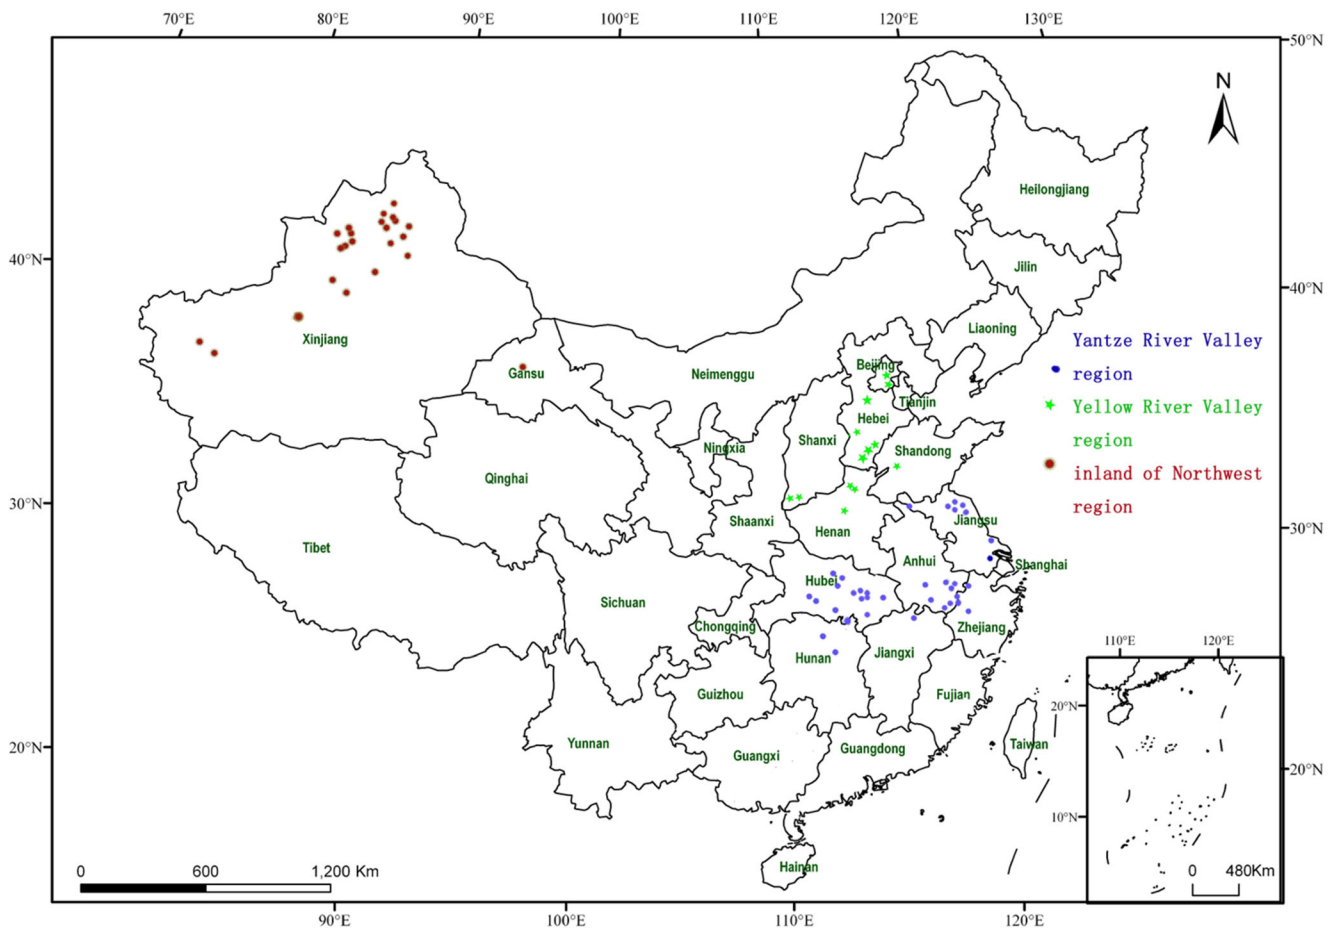 70°E 80°E 90°E 100°E 110°E 120°E 130°E
50°N
N
Heilongjiang
40°N
Jilin
40°N
Liaoning
Xinjiang
Yantze River Valley
region
Beijing
Gansu
Neimenggu
Tianjin
Yellow River Valley
region
Hebei
Shanxi
Ningxia
Shandong
inland of Northwest
region
Qinghai
30°N
Shaanxi
Jiangsu
30°N
Henan
Tibet
Anhui
Shanghai
Hubei
Sichuan
Chongqing
Zhejiang
Hunan
Jiangxi
110°E 120°E
Guizhou
Fujian
20°N
20°N
Yunnan
Guangxi
Guangdong
Taiwan
20°N
10°N
Hainan
0 600 1,200 Km
0 480Km
90°E 100°E 110°E 120°E